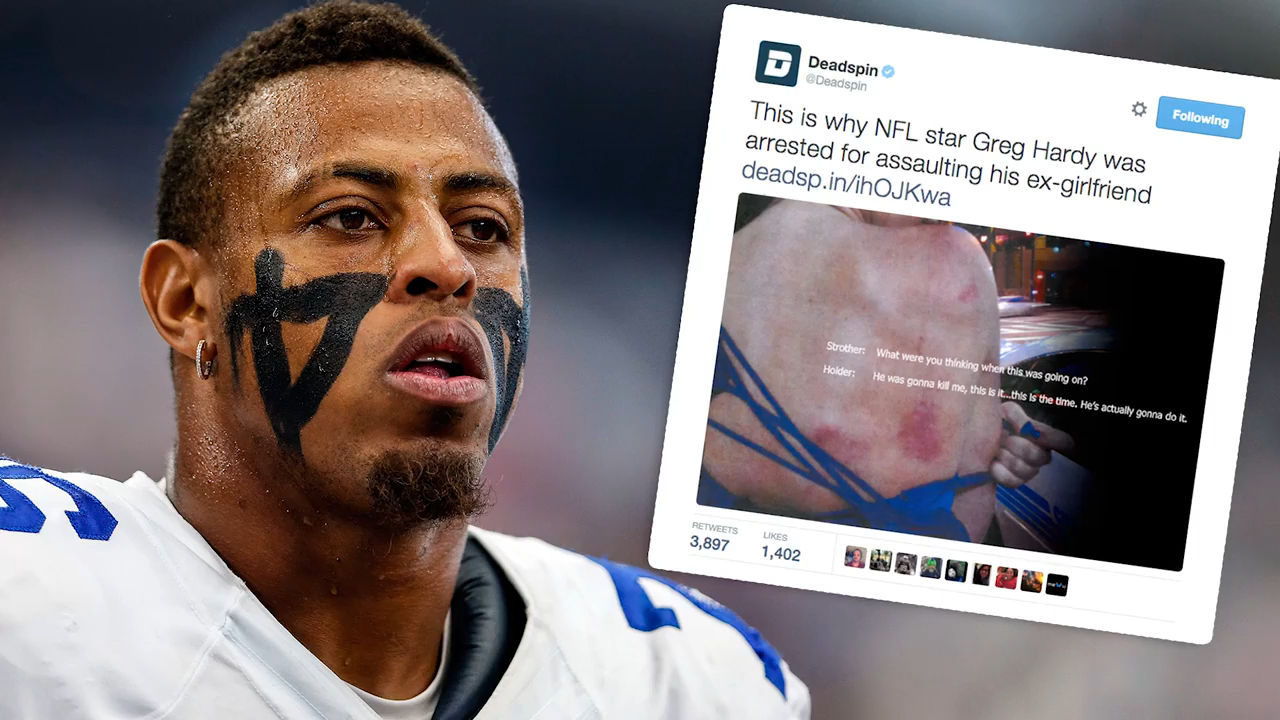 Deadspin
@Deadspin
Following
This is why NFL star Greg Hardy was
arrested for assaulting his ex-girlfriend
deadsp.in/ihOJKwa
Strother: What were you thinking when this was going on?
Holder: He was gonna kill me, this is it...this is the time. He's actually gonna do it.
RETWEETS LIKES
3,897 1,402